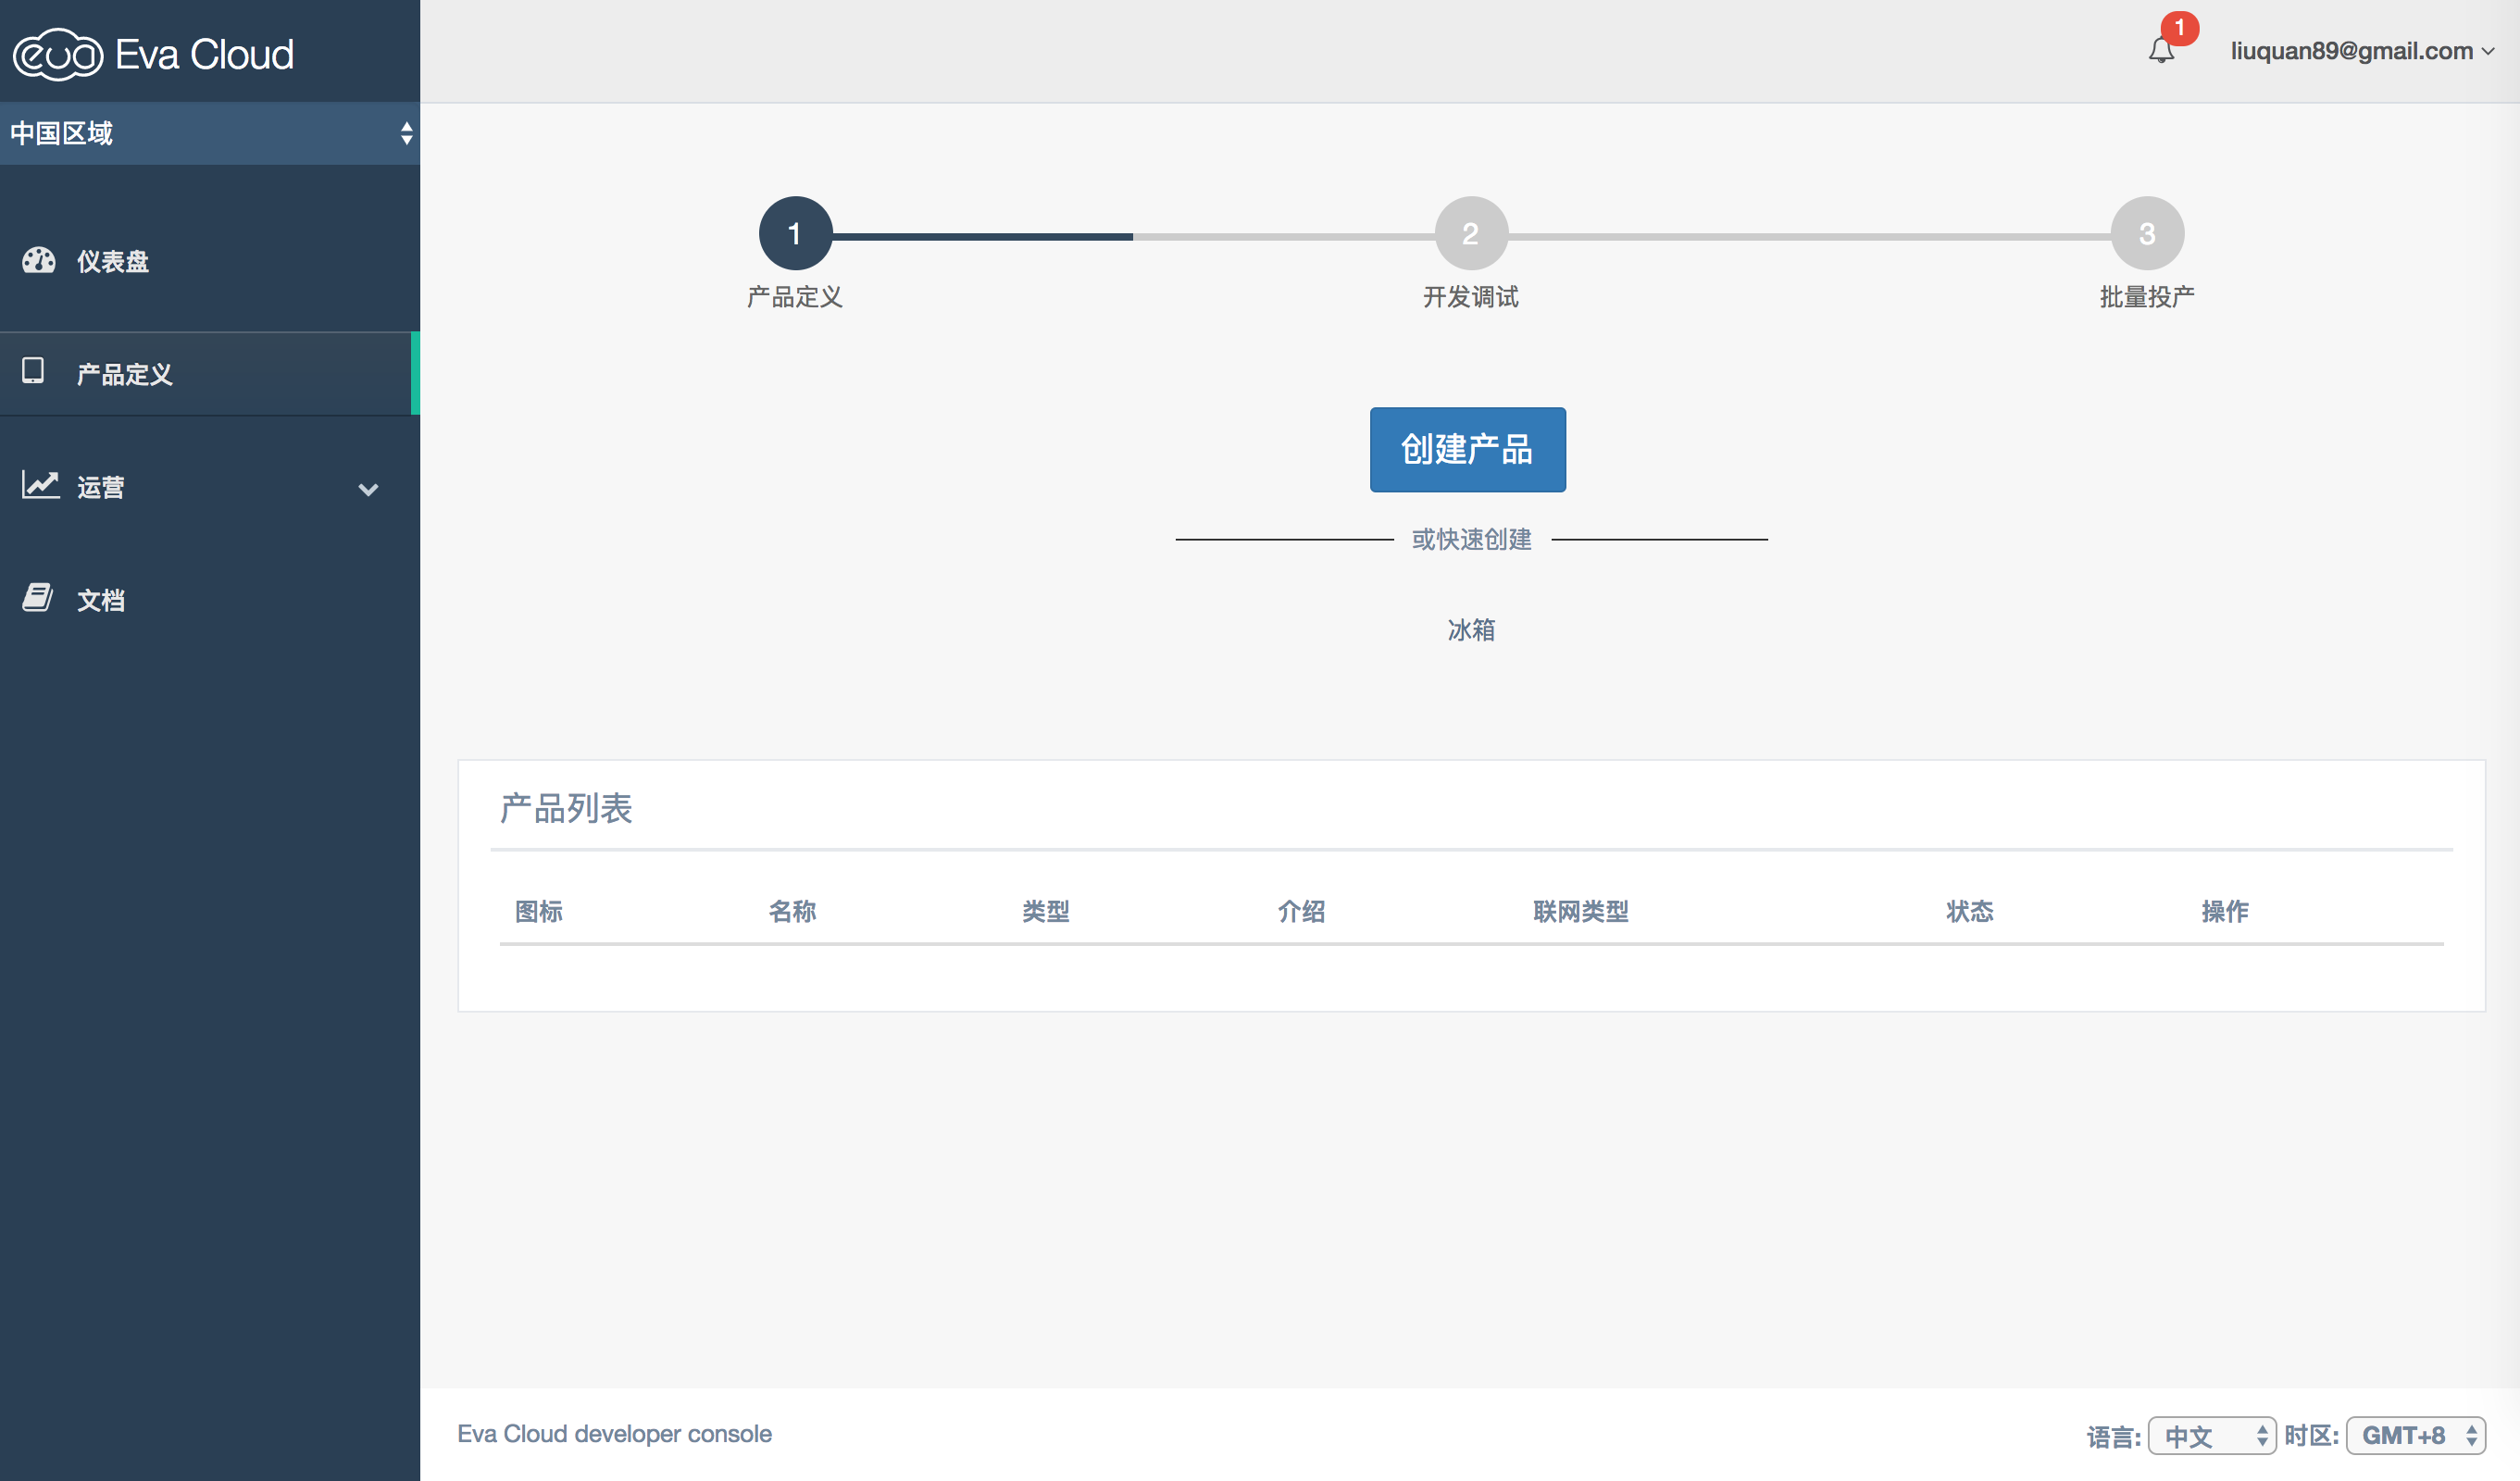 eva Eva Cloud
1
liuquan89@gmail.com
中国区域
仪表盘
产品定义
运营
文档
1
2
3
产品定义
开发调试
批量投产
创建产品
或快速创建
冰箱
产品列表
图标 名称 类型 介绍 联网类型 状态 操作
Eva Cloud developer console
语言: 中文 时区: GMT+8